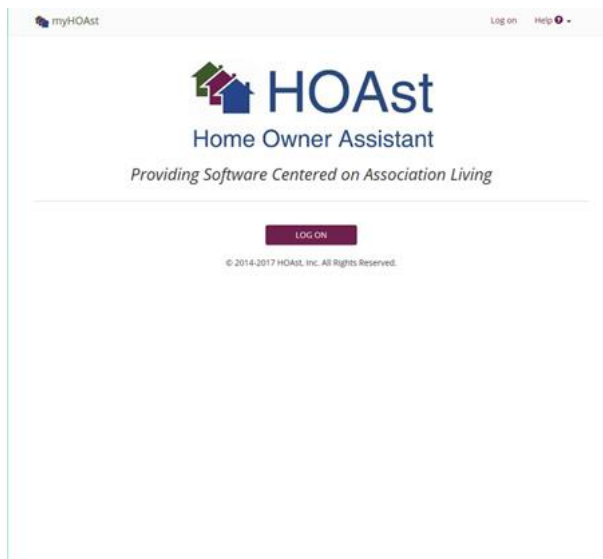 myHOAst
Log on Help ?
HOAst
Home Owner Assistant
Providing Software Centered on Association Living
LOG ON
© 2014-2017 HOAst, Inc. All Rights Reserved.